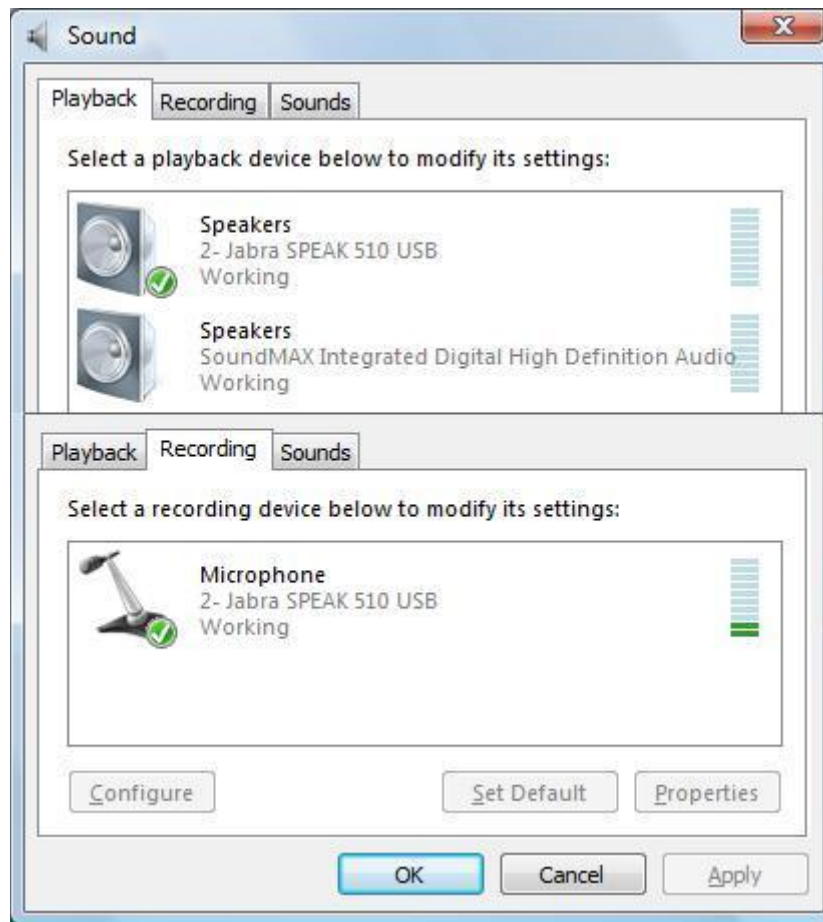 Sound
Playback Recording Sounds
Select a playback device below to modify its settings:
Speakers
2- Jabra SPEAK 510 USB
Working
Speakers
SoundMAX Integrated Digital High Definition Audio
Working
Playback Recording Sounds
Select a recording device below to modify its settings:
Microphone
2- Jabra SPEAK 510 USB
Working
Configure Set Default Properties
OK Cancel Apply